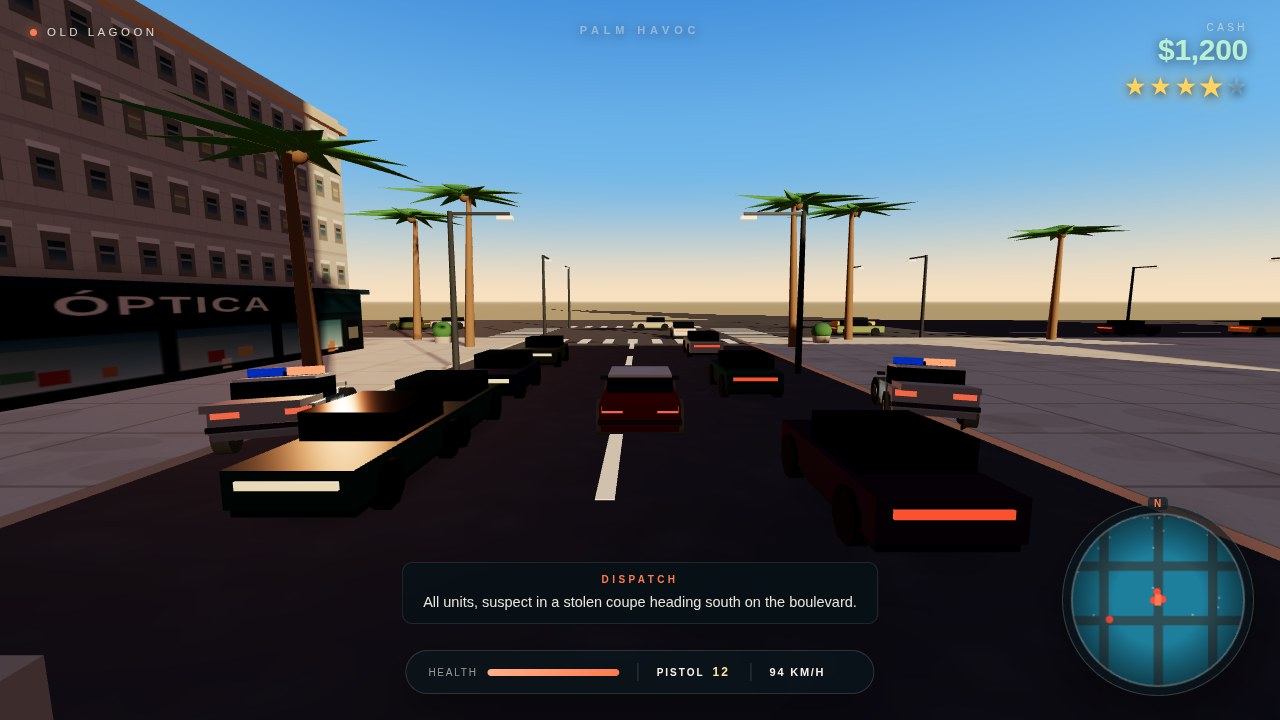 OLD LAGOON
PALM HAVOC
CASH
$1,200
ÓPTICA
N
DISPATCH
All units, suspect in a stolen coupe heading south on the boulevard.
HEALTH
PISTOL 12
94 KM/H